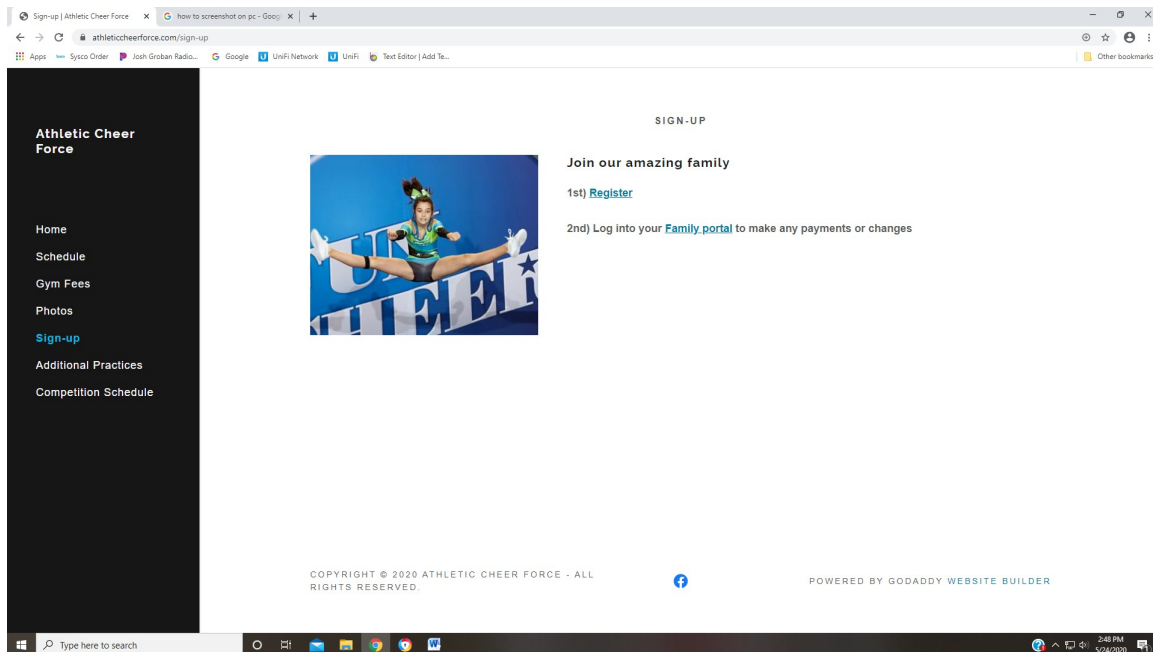 Sign-up | Athletic Cheer Force
how to screenshot on pc - Goog
athleticcheerforce.com/sign-up
Apps
Sysco Order
Josh Groban Radio...
Google
UniFi Network
UniFi
Text Editor | Add Te...
Other bookmarks
Athletic Cheer
Force
Home
Schedule
Gym Fees
Photos
Sign-up
Additional Practices
Competition Schedule
SIGN-UP
CHEER
Join our amazing family
1st) Register
2nd) Log into your Family portal to make any payments or changes
COPYRIGHT © 2020 ATHLETIC CHEER FORCE - ALL
RIGHTS RESERVED.
POWERED BY GODADDY WEBSITE BUILDER
Type here to search
2:48 PM
5/24/2020